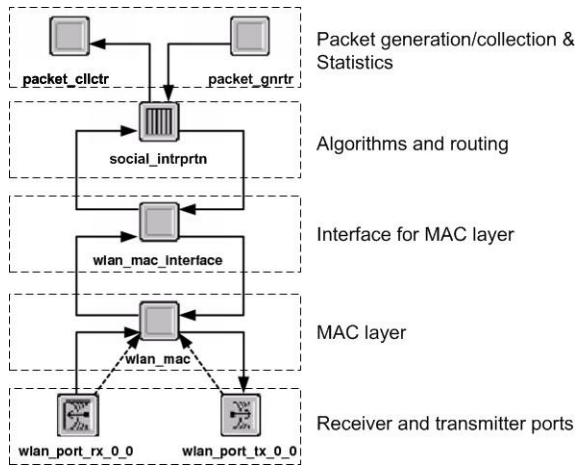 packet_cllctr
packet_gnrtr
Packet generation/collection &
Statistics
social_intrprtn
Algorithms and routing
wlan_mac_interface
Interface for MAC layer
wlan_mac
MAC layer
wlan_port_rx_0_0
wlan_port_tx_0_0
Receiver and transmitter ports